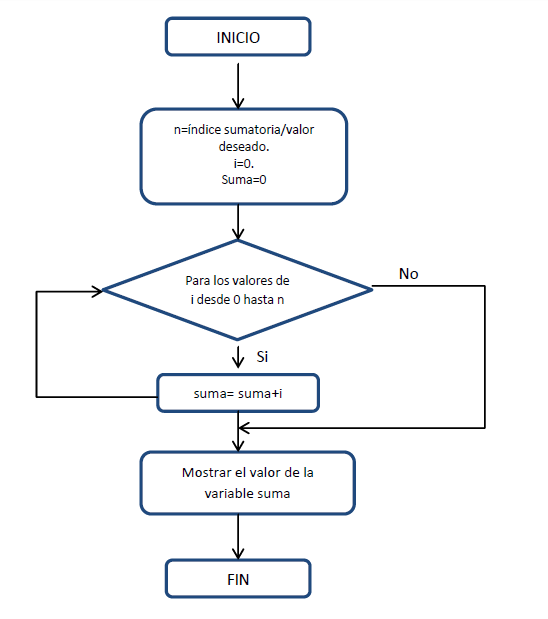 INICIO
n=índice sumatoria/valor
deseado.
i=0.
Suma=0
Para los valores de
i desde 0 hasta n
No
Si
suma= suma+i
Mostrar el valor de la
variable suma
FIN